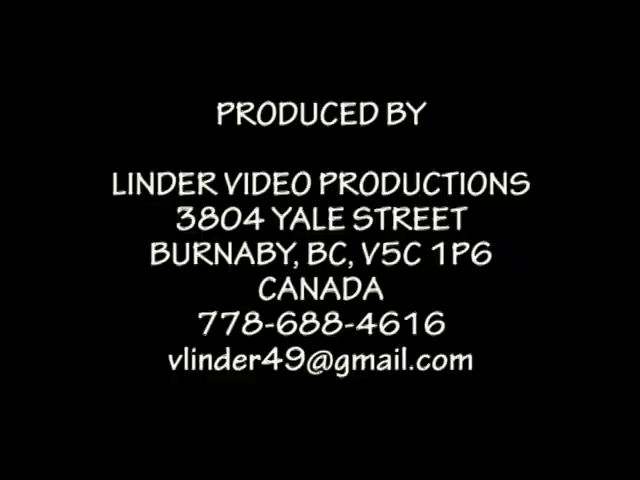 PRODUCED BY
LINDER VIDEO PRODUCTIONS
3804 YALE STREET
BURNABY, BC, V5C 1P6
CANADA
778-688-4616
vlinder49@gmail.com